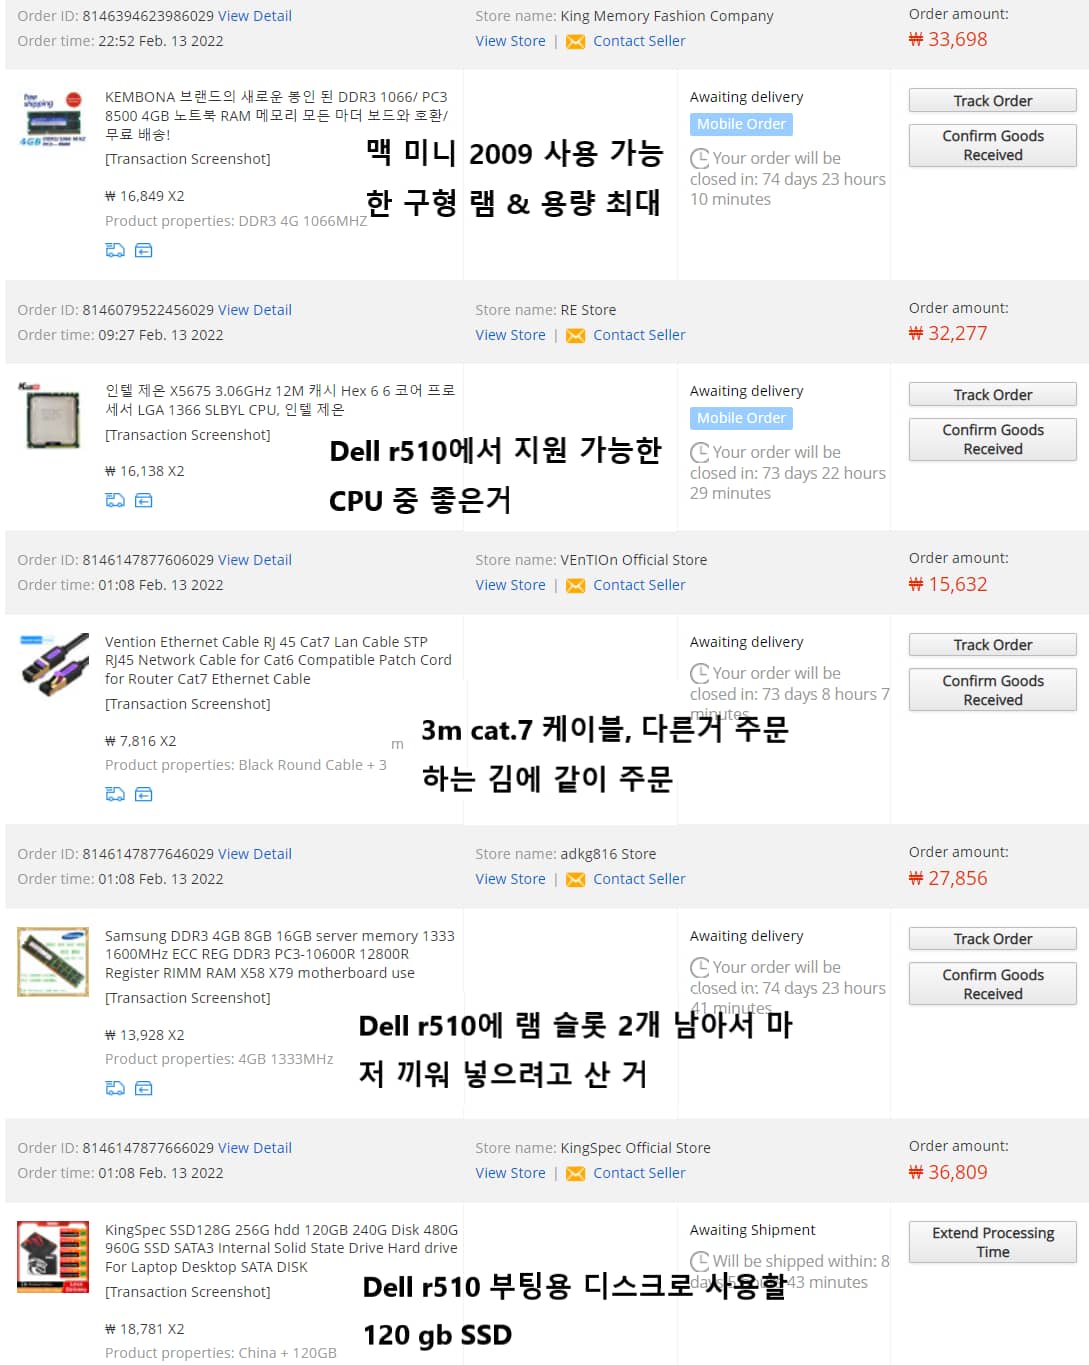 Order ID: 8146394623986029 View Detail
Store name: King Memory Fashion Company
Order amount:
Order time: 22:52 Feb. 13 2022
View Store | Contact Seller
₩ 33,698
KEMBONA 브랜드의 새로운 봉인 된 DDR3 1066/ PC3
8500 4GB 노트북 RAM 메모리 모든 마더 보드와 호환/
무료 배송!
[Transaction Screenshot]
₩ 16,849 X2
Product properties: DDR3 4G 1066MHZ
맥 미니 2009 사용 가능
한 구형 램 & 용량 최대
Awaiting delivery
Mobile Order
Your order will be
closed in: 74 days 23 hours
10 minutes
Track Order
Confirm Goods
Received
Order ID: 8146079522456029 View Detail
Store name: RE Store
Order amount:
Order time: 09:27 Feb. 13 2022
View Store | Contact Seller
₩ 32,277
인텔 제온 X5675 3.06GHz 12M 캐시 Hex 6 6 코어 프로
세서 LGA 1366 SLBYL CPU, 인텔 제온
[Transaction Screenshot]
₩ 16,138 X2
Dell r510에서 지원 가능한
CPU 중 좋은거
Awaiting delivery
Mobile Order
Your order will be
closed in: 73 days 22 hours
29 minutes
Track Order
Confirm Goods
Received
Order ID: 8146147877606029 View Detail
Store name: VEnTIOn Official Store
Order amount:
Order time: 01:08 Feb. 13 2022
View Store | Contact Seller
₩ 15,632
Vention Ethernet Cable RJ 45 Cat7 Lan Cable STP
RJ45 Network Cable for Cat6 Compatible Patch Cord
for Router Cat7 Ethernet Cable
[Transaction Screenshot]
₩ 7,816 X2
Product properties: Black Round Cable + 3
m
3m cat.7 케이블, 다른거 주문
하는 김에 같이 주문
Awaiting delivery
Your order will be
closed in: 73 days 8 hours 7
minutes
Track Order
Confirm Goods
Received
Order ID: 8146147877646029 View Detail
Store name: adkg816 Store
Order amount:
Order time: 01:08 Feb. 13 2022
View Store | Contact Seller
₩ 27,856
Samsung DDR3 4GB 8GB 16GB server memory 1333
1600MHz ECC REG DDR3 PC3-10600R 12800R
Register RIMM RAM X58 X79 motherboard use
[Transaction Screenshot]
₩ 13,928 X2
Product properties: 4GB 1333MHz
Dell r510에 램 슬롯 2개 남아서 마
저 끼워 넣으려고 산 거
Awaiting delivery
Your order will be
closed in: 74 days 23 hours
41 minutes
Track Order
Confirm Goods
Received
Order ID: 8146147877666029 View Detail
Store name: KingSpec Official Store
Order amount:
Order time: 01:08 Feb. 13 2022
View Store | Contact Seller
₩ 36,809
KingSpec SSD128G 256G hdd 120GB 240G Disk 480G
960G SSD SATA3 Internal Solid State Drive Hard drive
For Laptop Desktop SATA DISK
[Transaction Screenshot]
₩ 18,781 X2
Product properties: China + 120GB
Dell r510 부팅용 디스크로 사용할
120 gb SSD
Awaiting Shipment
Will be shipped within: 8
43 minutes
Extend Processing
Time